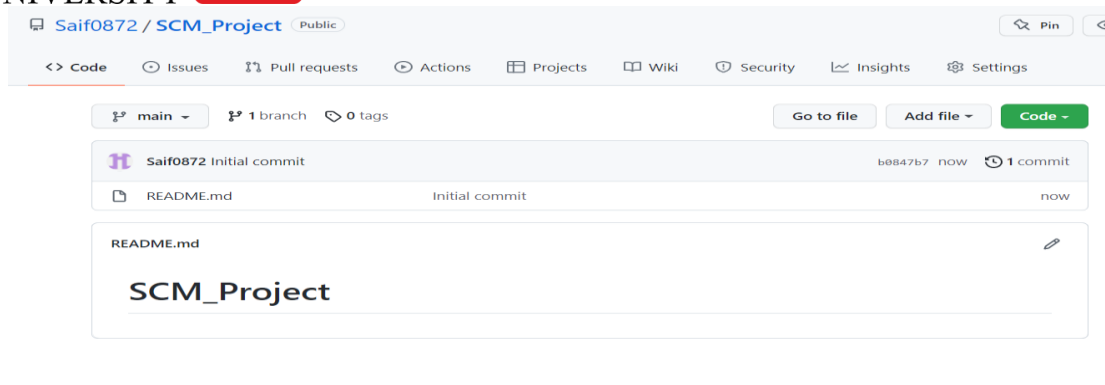 Saif0872 / SCM_Project Public Pin
<> Code Issues Pull requests Actions Projects Wiki Security Insights Settings
main 1 branch 0 tags Go to file Add file Code
Saif0872 Initial commit b0847b7 now 1 commit
README.md Initial commit now
README.md
SCM_Project